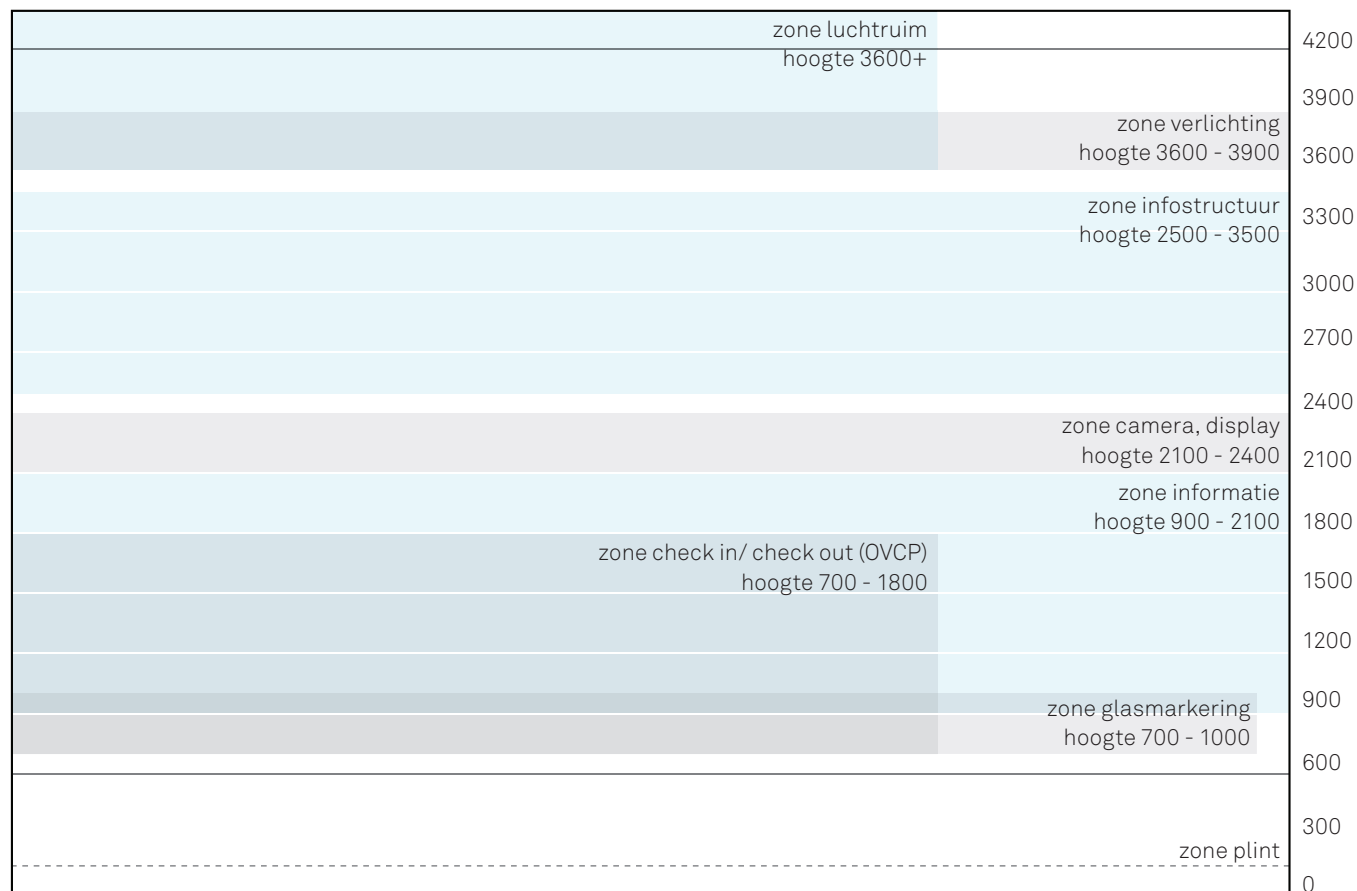 zone luchtruim
hoogte 3600+
4200
3900
zone verlichting
hoogte 3600 - 3900
3600
zone infostructuur
hoogte 2500 - 3500
3300
3000
2700
2400
zone camera, display
hoogte 2100 - 2400
2100
zone informatie
hoogte 900 - 2100
1800
zone check in/ check out (OVCP)
hoogte 700 - 1800
1500
1200
900
zone glasmarkering
hoogte 700 - 1000
600
300
zone plint
0